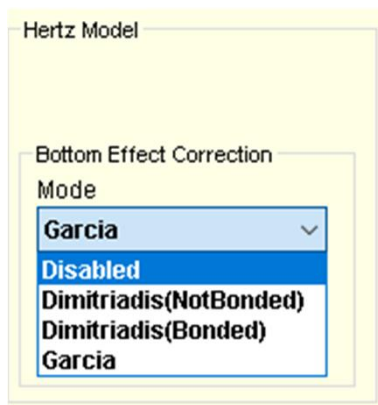 Hertz Model
Bottom Effect Correction
Mode
Garcia
Disabled
Dimitriadis(NotBonded)
Dimitriadis(Bonded)
Garcia